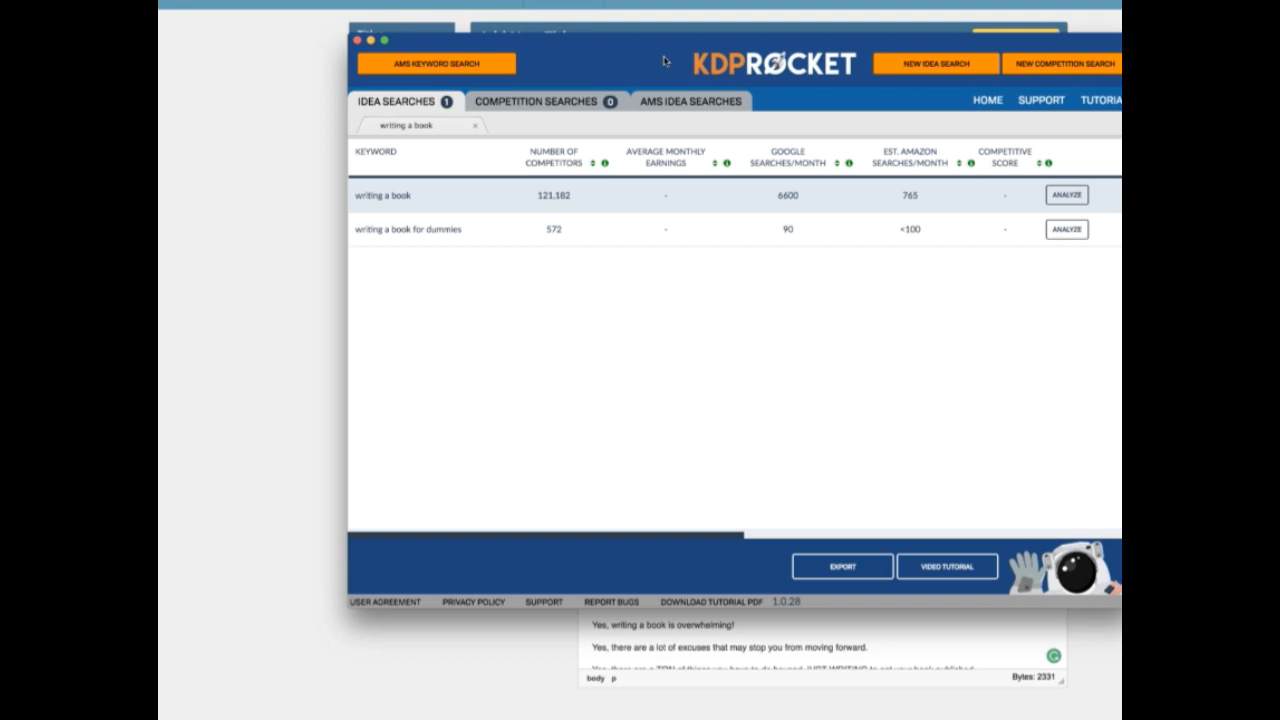 AMS KEYWORD SEARCH
KDPROCKET
NEW IDEA SEARCH
NEW COMPETITION SEARCH
IDEA SEARCHES 1
COMPETITION SEARCHES 0
AMS IDEA SEARCHES
HOME
SUPPORT
TUTORIA
writing a book ×
KEYWORD
NUMBER OF
COMPETITORS
AVERAGE MONTHLY
EARNINGS
GOOGLE
SEARCHES/MONTH
EST. AMAZON
SEARCHES/MONTH
COMPETITIVE
SCORE
writing a book 121,182 - 6600 765 - ANALYZE
writing a book for dummies 572 - 90 <100 - ANALYZE
EXPORT
VIDEO TUTORIAL
USER AGREEMENT PRIVACY POLICY SUPPORT REPORT BUGS DOWNLOAD TUTORIAL PDF 1.0.28
Yes, writing a book is overwhelming!
Yes, there are a lot of excuses that may stop you from moving forward.
body p
Bytes: 2331